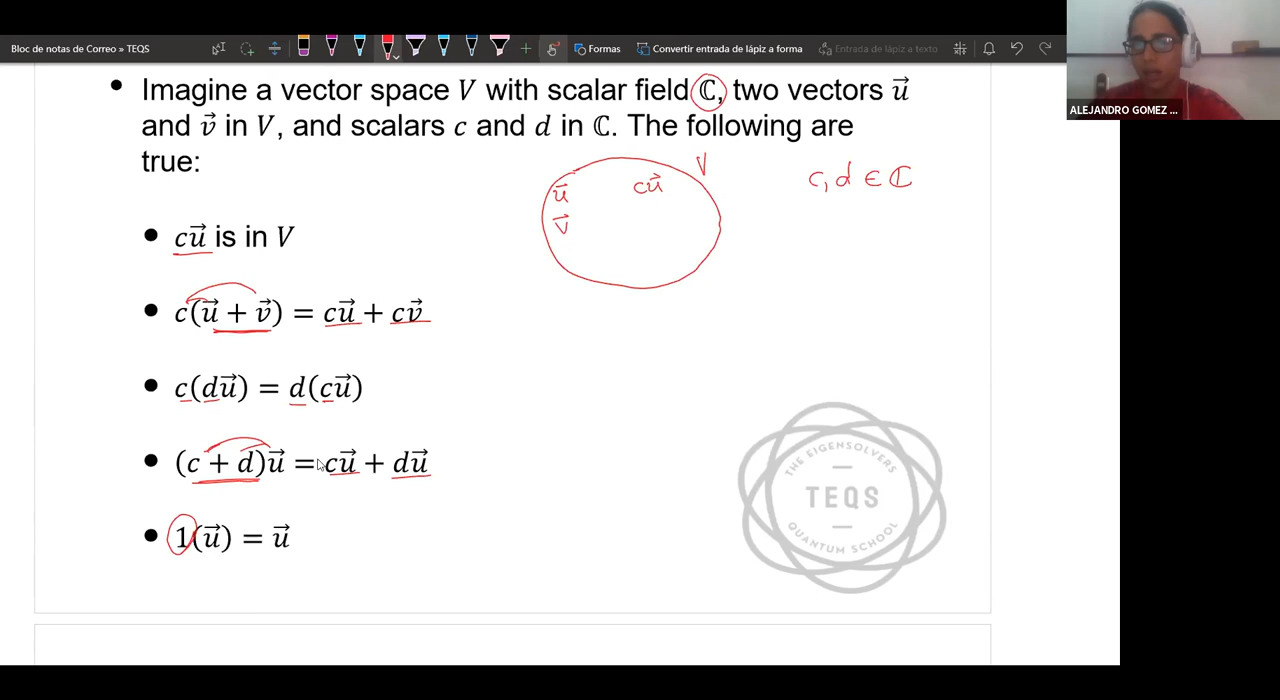 Bloc de notas de Correo » TEQS
Formas
Convertir entrada de lápiz a forma
Entrada de lápiz a texto
ALEJANDRO GOMEZ ...
• Imagine a vector space V with scalar field ℂ, two vectors u⃗
and v⃗ in V, and scalars c and d in ℂ. The following are
true:
V
c, d ∈ ℂ
u⃗
cu⃗
v⃗
• cu⃗ is in V
• c(u⃗ + v⃗) = cu⃗ + cv⃗
• c(du⃗) = d(cu⃗)
• (c + d)u⃗ = cu⃗ + du⃗
• 1(u⃗) = u⃗
THE EIGENSOLVERS
TEQS
QUANTUM SCHOOL